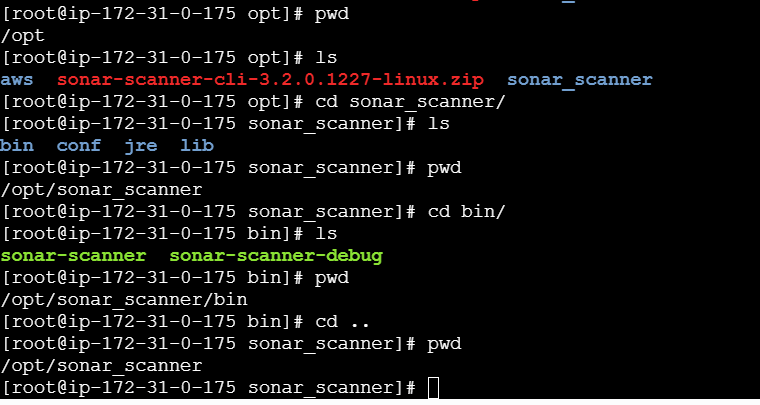 [root@ip-172-31-0-175 opt]# pwd
/opt
[root@ip-172-31-0-175 opt]# ls
aws  sonar-scanner-cli-3.2.0.1227-linux.zip  sonar_scanner
[root@ip-172-31-0-175 opt]# cd sonar_scanner/
[root@ip-172-31-0-175 sonar_scanner]# ls
bin  conf  jre  lib
[root@ip-172-31-0-175 sonar_scanner]# pwd
/opt/sonar_scanner
[root@ip-172-31-0-175 sonar_scanner]# cd bin/
[root@ip-172-31-0-175 bin]# ls
sonar-scanner  sonar-scanner-debug
[root@ip-172-31-0-175 bin]# pwd
/opt/sonar_scanner/bin
[root@ip-172-31-0-175 bin]# cd ..
[root@ip-172-31-0-175 sonar_scanner]# pwd
/opt/sonar_scanner
[root@ip-172-31-0-175 sonar_scanner]#